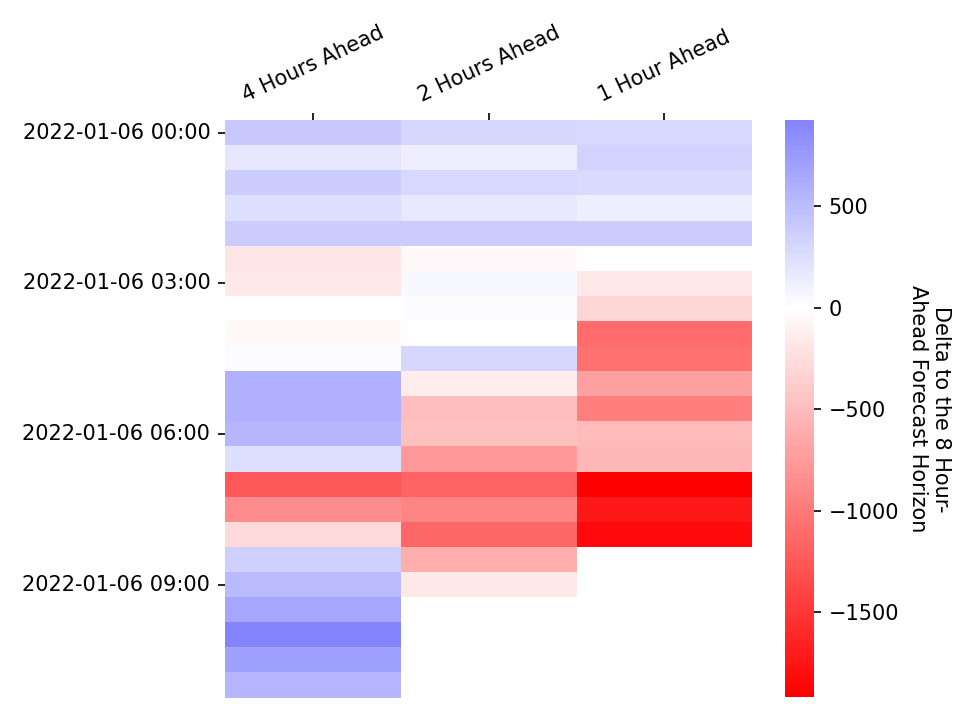 4 Hours Ahead
2 Hours Ahead
1 Hour Ahead
2022-01-06 00:00
2022-01-06 03:00
2022-01-06 06:00
2022-01-06 09:00
500
0
−500
−1000
−1500
Delta to the 8 Hour-
Ahead Forecast Horizon